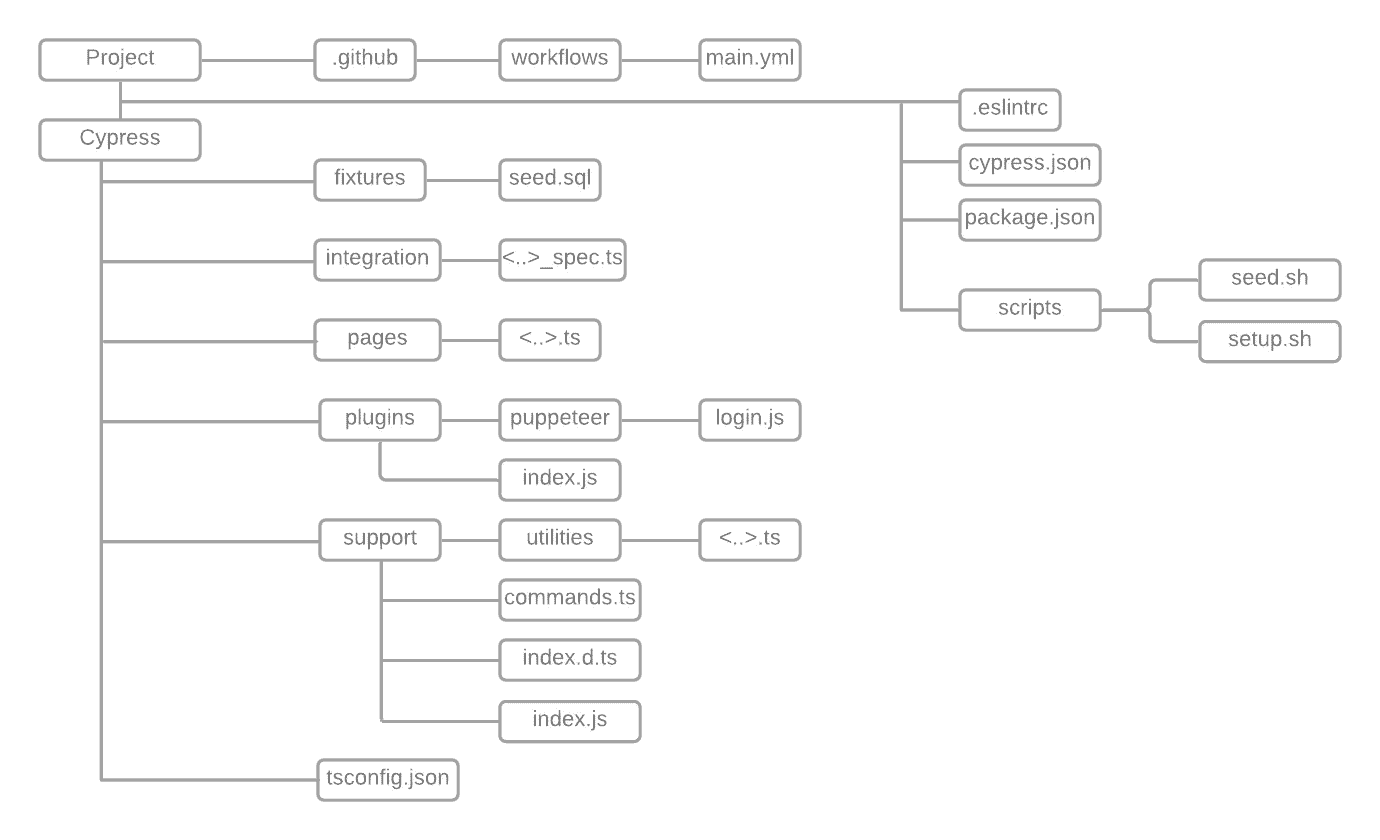 Project
.github
workflows
main.yml
.eslintrc
Cypress
cypress.json
fixtures
seed.sql
package.json
integration
<..>_spec.ts
seed.sh
scripts
pages
<..>.ts
setup.sh
plugins
puppeteer
login.js
index.js
support
utilities
<..>.ts
commands.ts
index.d.ts
index.js
tsconfig.json